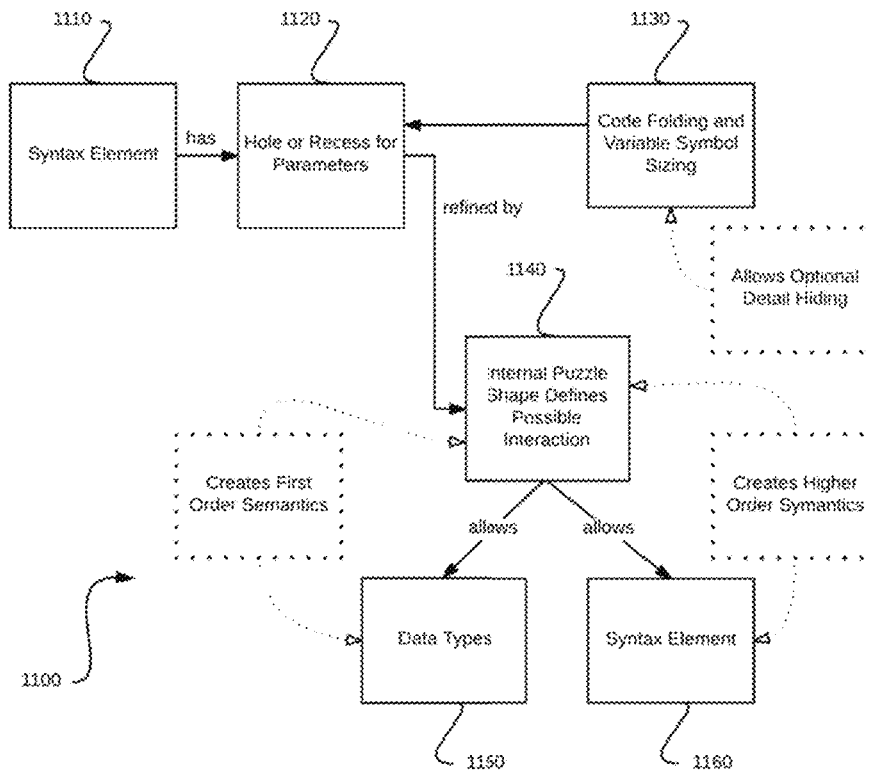 1110
1120
1130
Syntax Element
has
Hole or Recess for
Parameters
Code Folding and
Variable Symbol
Sizing
refined by
Allows Optional
Detail Hiding
1140
Internal Puzzle
Shape Defines
Possible
Interaction
Creates First
Order Semantics
Creates Higher
Order Symantics
allows
allows
1100
Data Types
Syntax Element
1150
1160